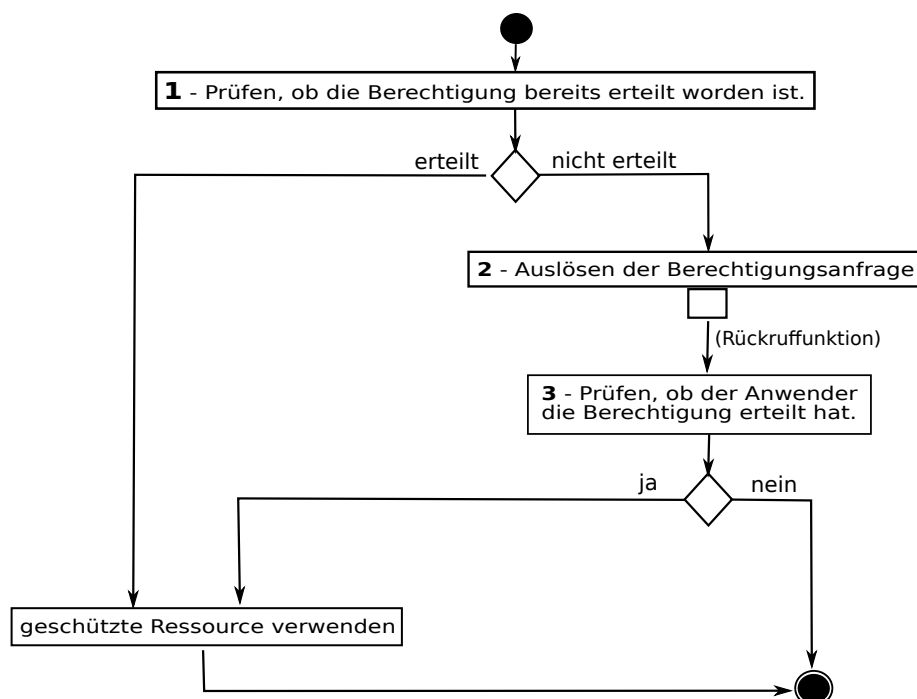 1 - Prüfen, ob die Berechtigung bereits erteilt worden ist.
erteilt
nicht erteilt
2 - Auslösen der Berechtigungsanfrage
(Rückruffunktion)
3 - Prüfen, ob der Anwender
die Berechtigung erteilt hat.
ja
nein
geschützte Ressource verwenden